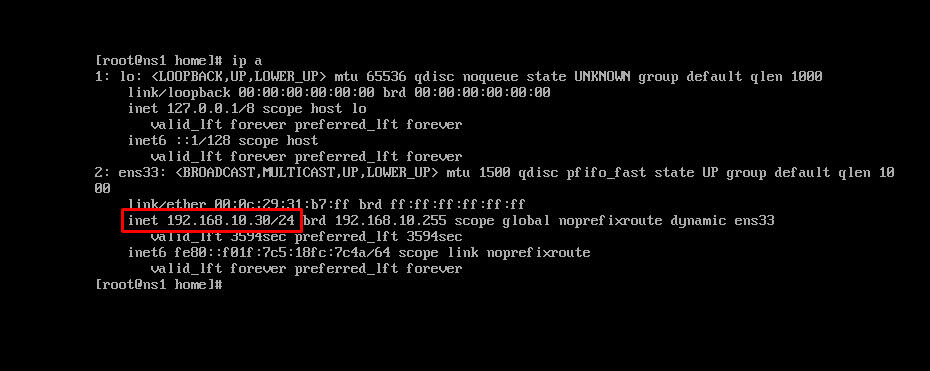 [root@ns1 home]# ip a
1: lo: <LOOPBACK,UP,LOWER_UP> mtu 65536 qdisc noqueue state UNKNOWN group default qlen 1000
link/loopback 00:00:00:00:00:00 brd 00:00:00:00:00:00
inet 127.0.0.1/8 scope host lo
valid_lft forever preferred_lft forever
inet6 ::1/128 scope host
valid_lft forever preferred_lft forever
2: ens33: <BROADCAST,MULTICAST,UP,LOWER_UP> mtu 1500 qdisc pfifo_fast state UP group default qlen 10
00
link/ether 00:0c:29:31:b7:ff brd ff:ff:ff:ff:ff:ff
inet 192.168.10.30/24 brd 192.168.10.255 scope global noprefixroute dynamic ens33
valid_lft 3594sec preferred_lft 3594sec
inet6 fe80::f01f:7c5:18fc:7c4a/64 scope link noprefixroute
valid_lft forever preferred_lft forever
[root@ns1 home]#